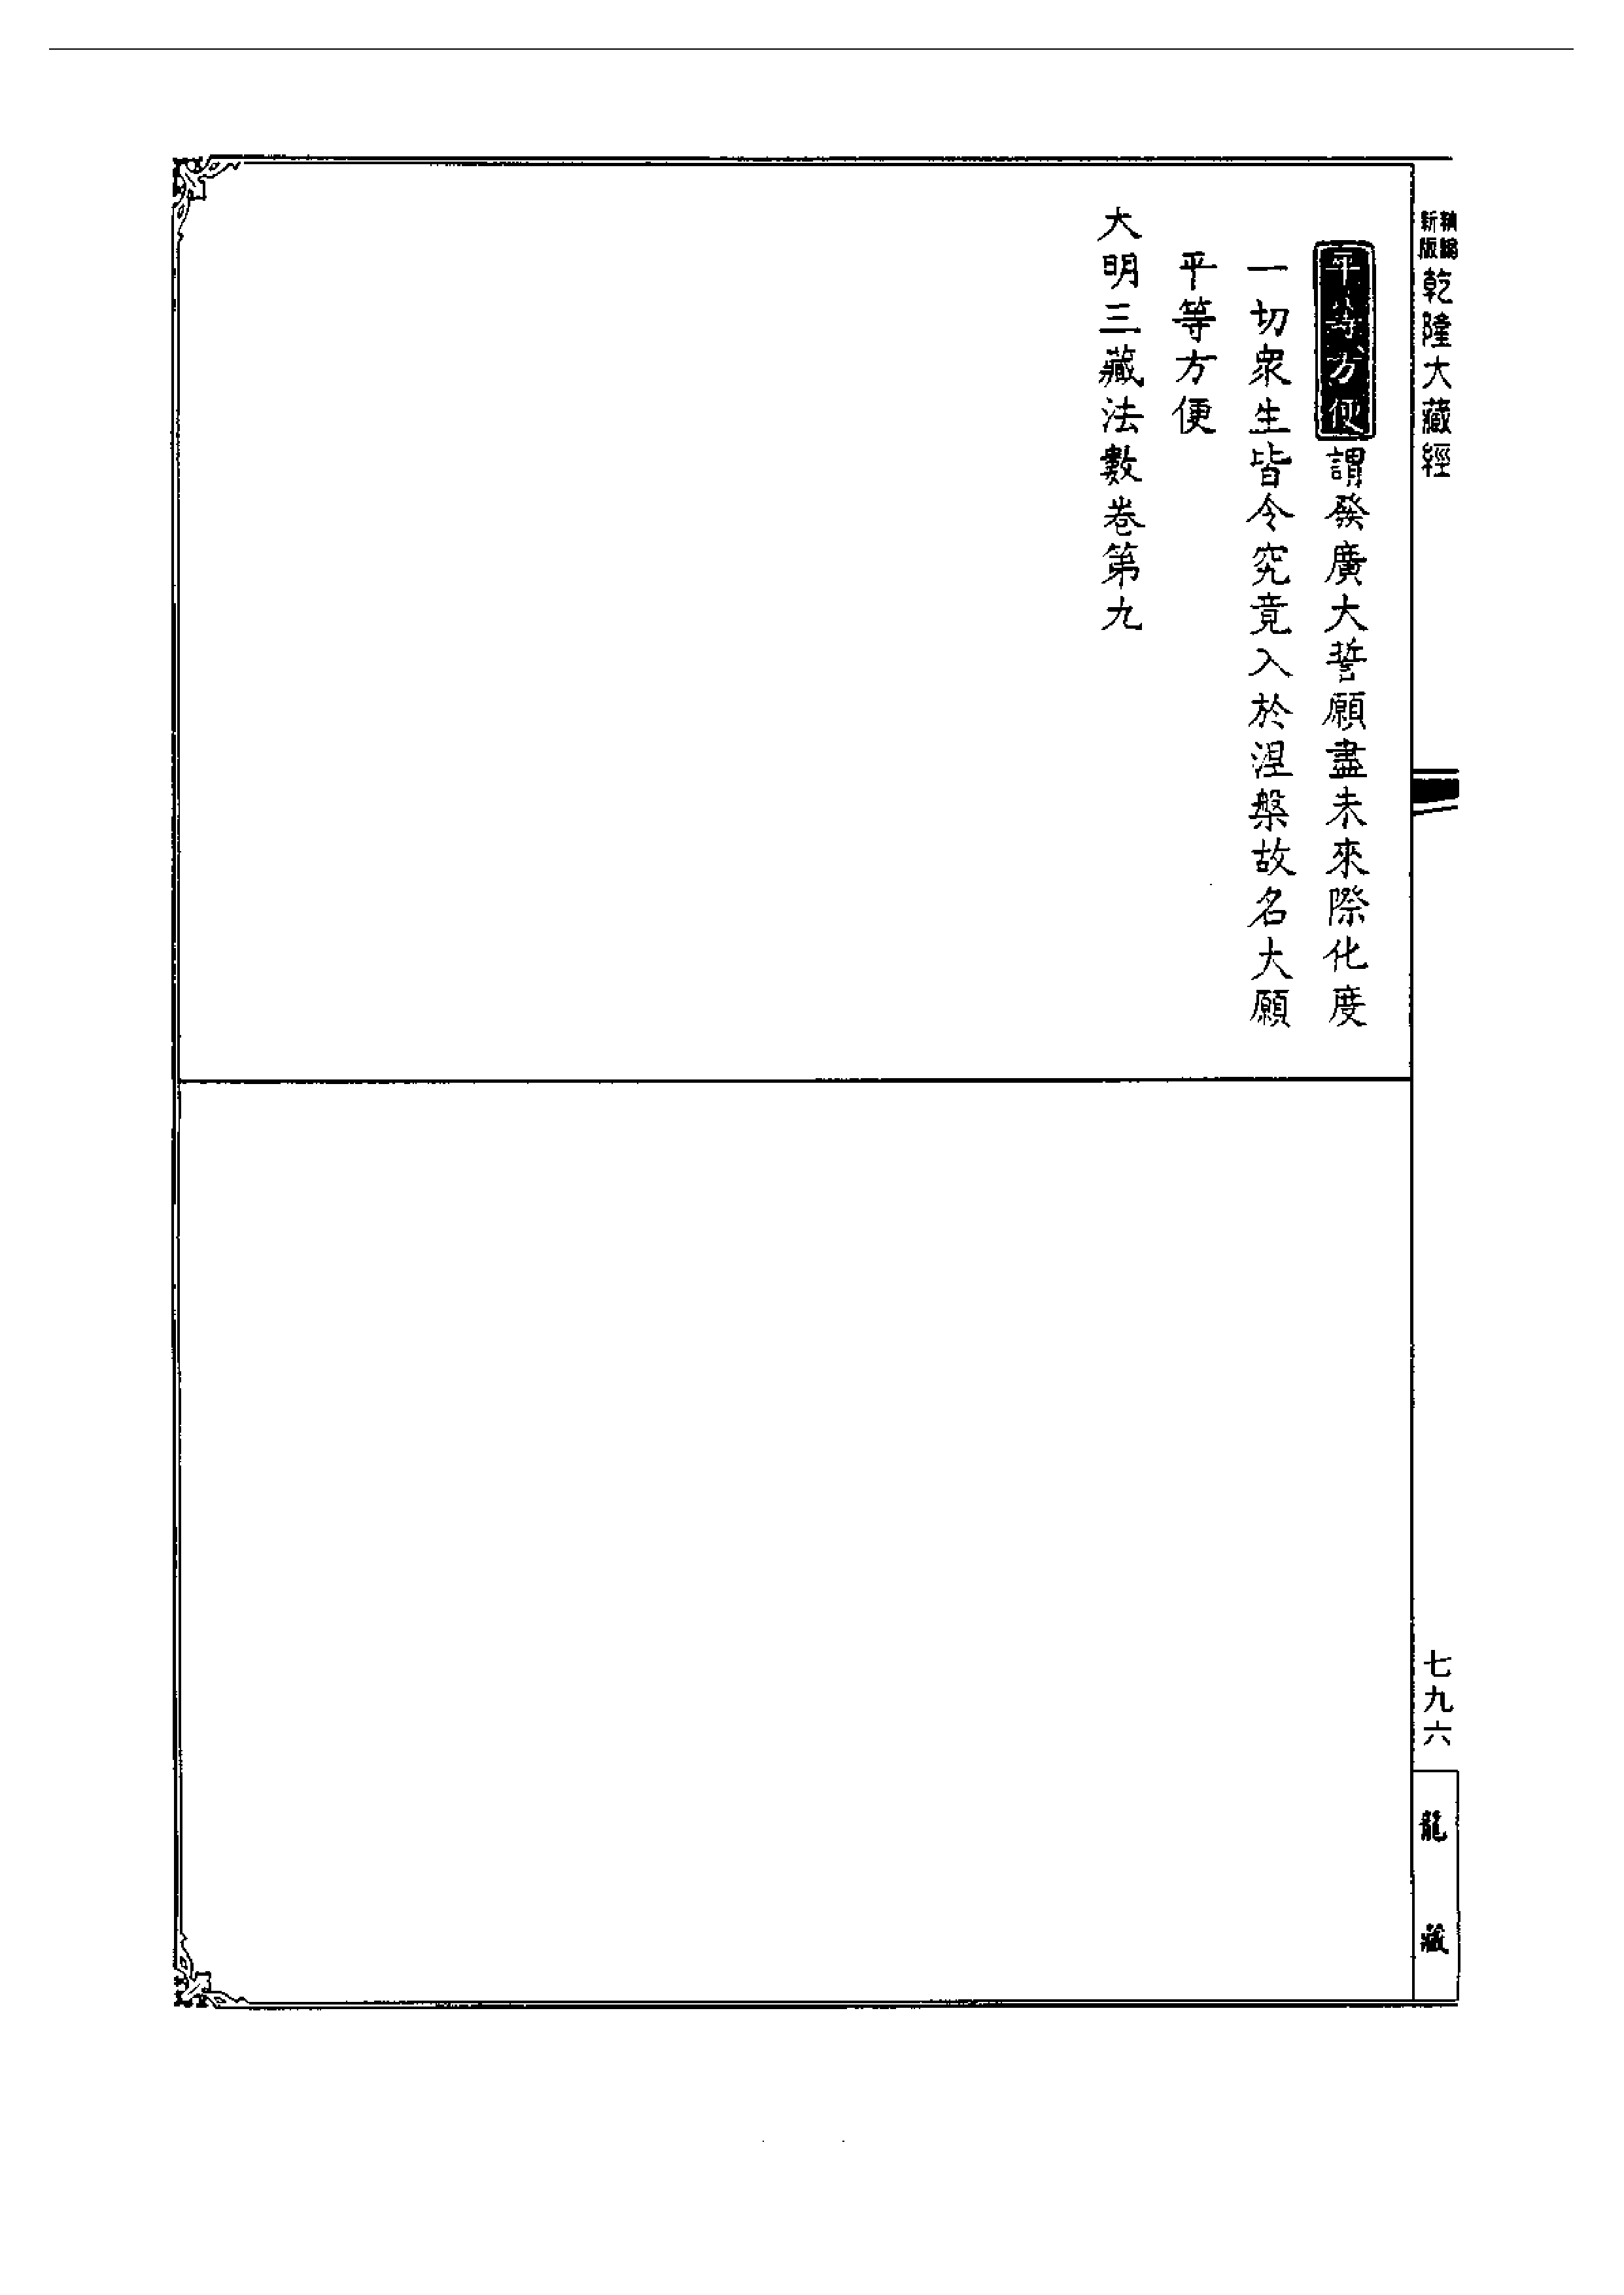 新版
乾隆大藏經
平等方便謂發廣大誓願盡未來際化度
一切衆生皆令究竟入於涅槃故名大願
平等方便
大明三藏法數卷第九
七九六
龍藏